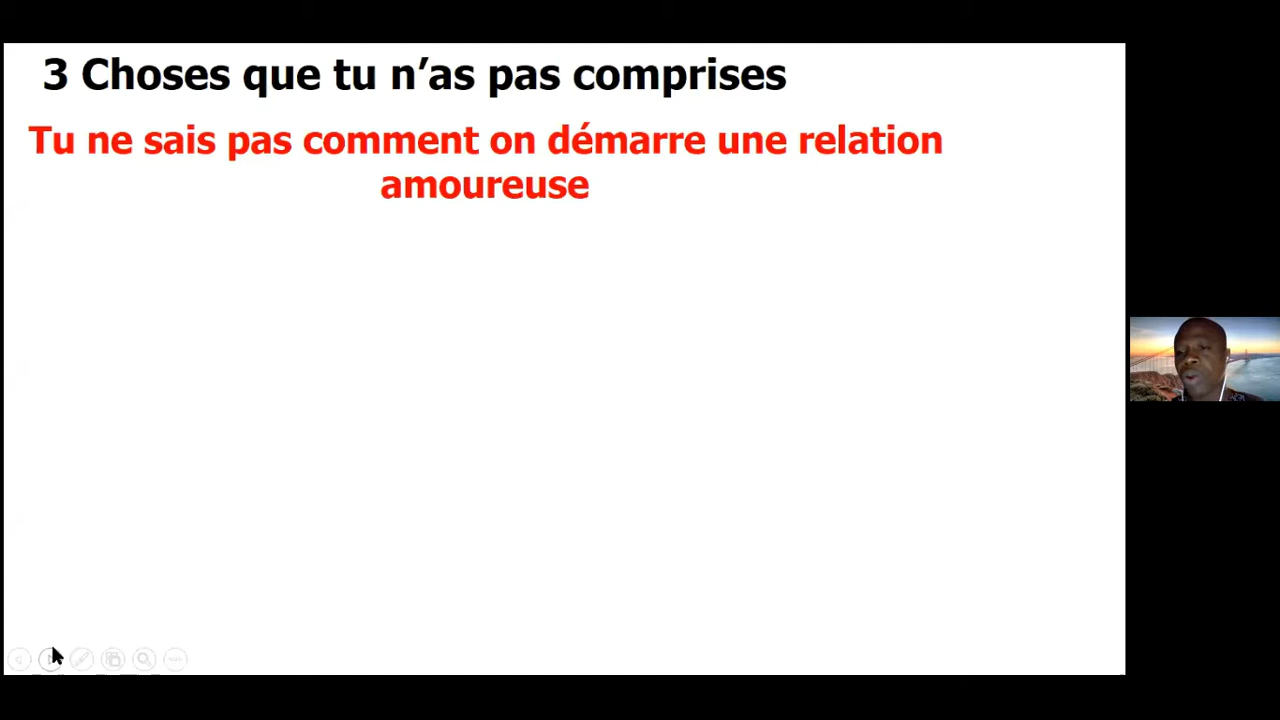 3 Choses que tu n’as pas comprises
Tu ne sais pas comment on démarre une relation
amoureuse